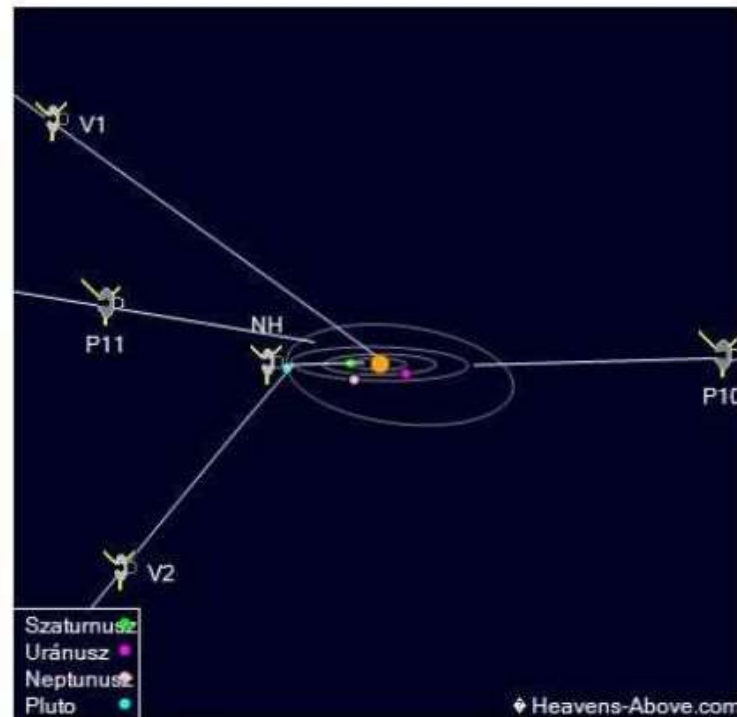 V1
NH
P11
P10
V2
Szaturnusz
Uránusz
Neptunusz
Pluto
� Heavens-Above.com